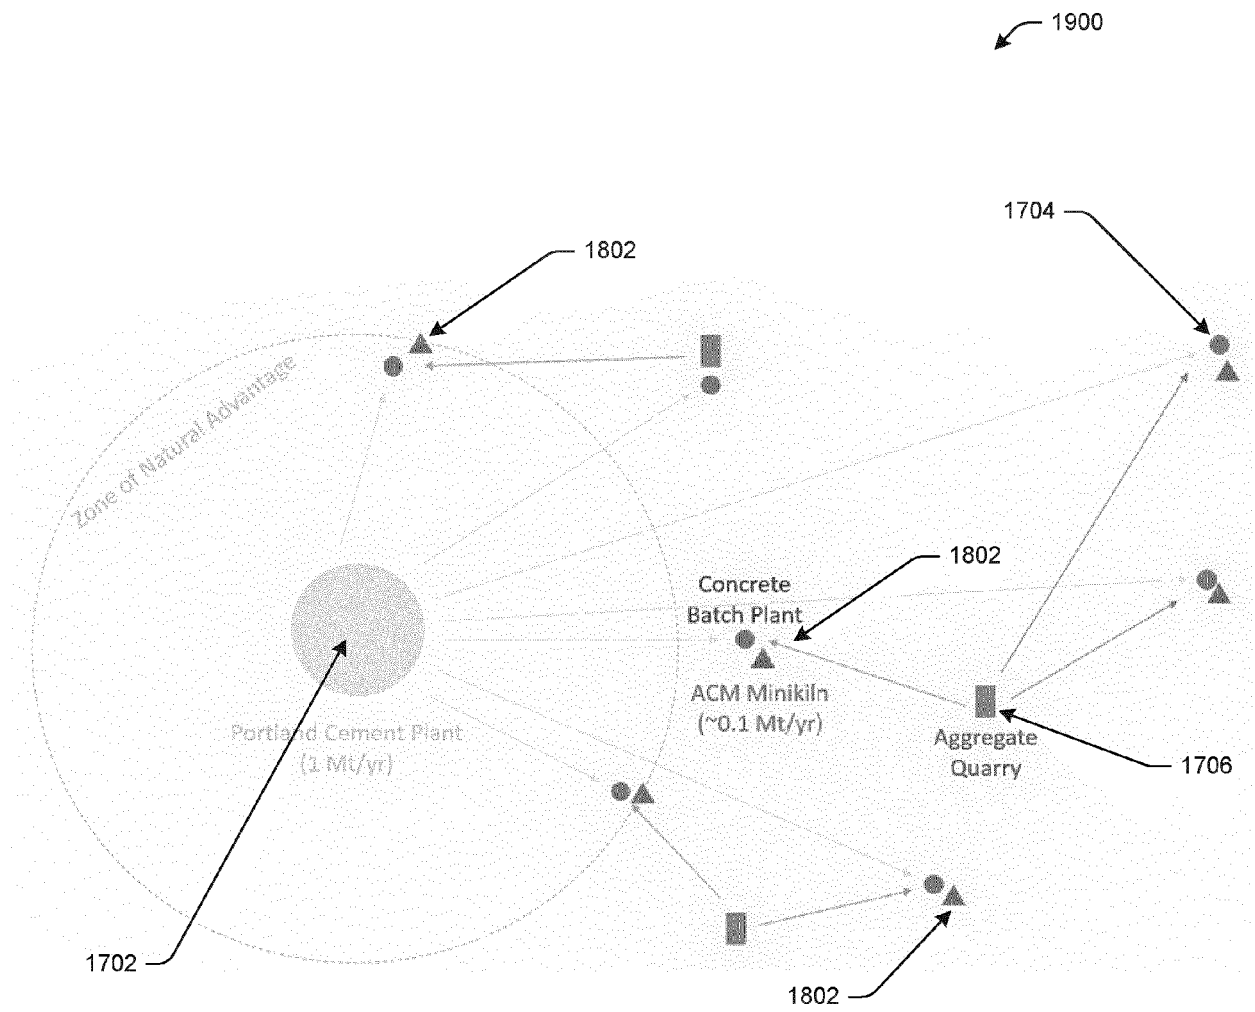 1900
1704
1802
Zone of Natural Advantage
1802
Concrete
Batch Plant
ACM Minikiln
(~0.1 Mt/yr)
Portland Cement Plant
(1 Mt/yr)
Aggregate
Quarry
1706
1702
1802